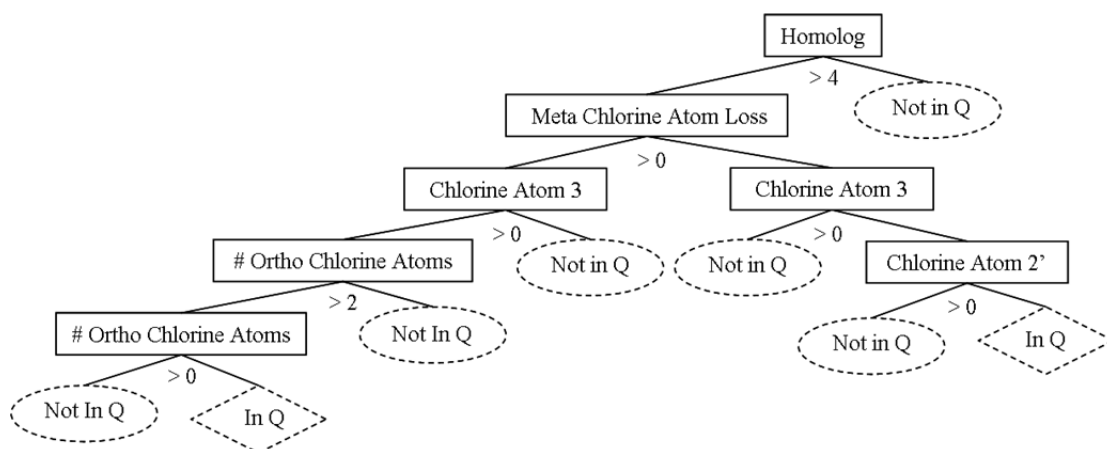 Homolog
> 4
Not in Q
Meta Chlorine Atom Loss
> 0
Chlorine Atom 3
Chlorine Atom 3
> 0
> 0
# Ortho Chlorine Atoms
Not in Q
Not in Q
Chlorine Atom 2’
> 2
> 0
# Ortho Chlorine Atoms
Not In Q
Not in Q
In Q
> 0
Not In Q
In Q